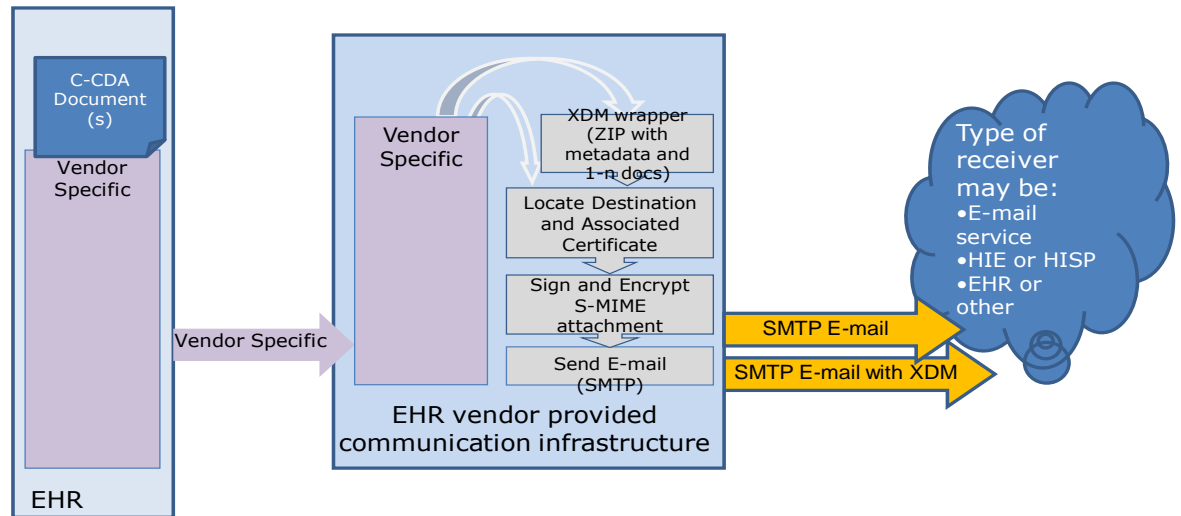 C-CDA
Document
(s)
Vendor
Specific
EHR
Vendor Specific
Vendor
Specific
XDM wrapper
(ZIP with
metadata and
1-n docs)
Locate Destination
and Associated
Certificate
Sign and Encrypt
S-MIME
attachment
Send E-mail
(SMTP)
EHR vendor provided
communication infrastructure
SMTP E-mail
SMTP E-mail with XDM
Type of
receiver
may be:
•E-mail
service
•HIE or HISP
•EHR or
other